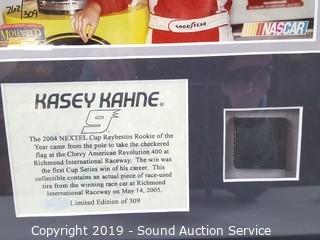 262
309
MOUNTED
GOODYEAR
NASCAR
KASEY KAHNE®
9
The 2004 NEXTEL Cup Raybestos Rookie of the
Year came from the pole to take the checkered
flag at the Chevy American Revolution 400 at
Richmond International Raceway. The win was
the first Cup Series win of his career. This
collectible contains an actual piece of race-used
tire from the winning race car at Richmond
International Raceway on May 14, 2005.
Limited Edition of 309
Copyright 2019 - Sound Auction Service